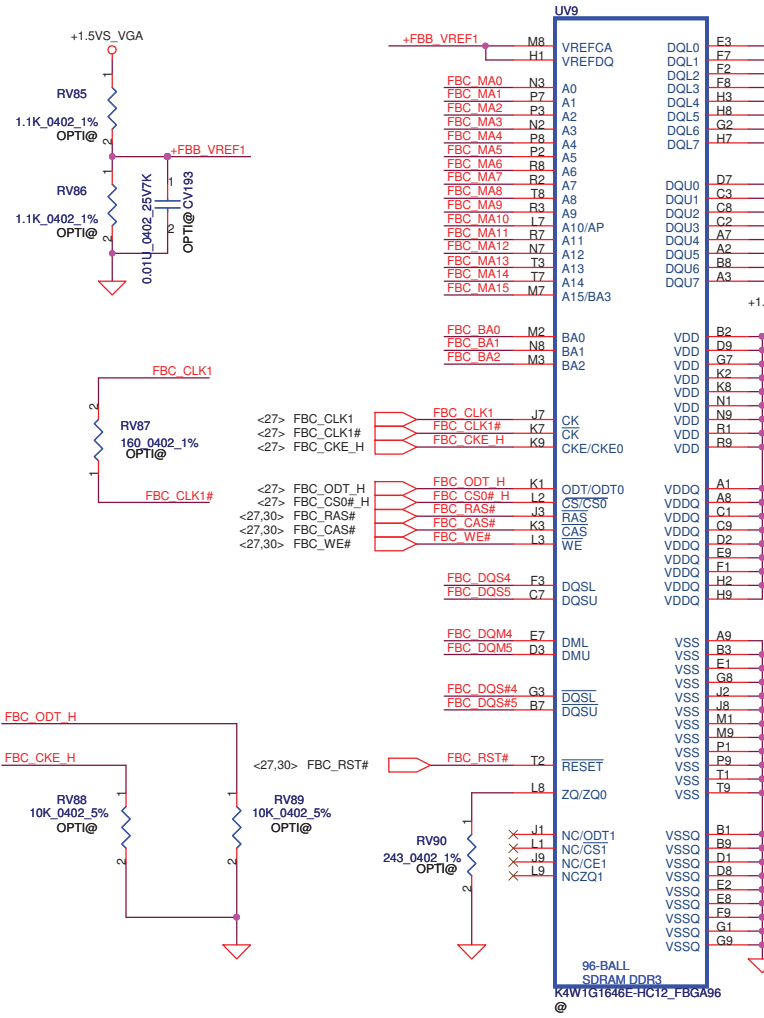 UV9
+1.5VS_VGA
1
RV85
1.1K_0402_1%
OPTI@
2
+FBB_VREF1
1
RV86
1.1K_0402_1%
OPTI@
2
0.01U_0402_25V7K
1
2
OPTI@ CV193
FBC_CLK1
2
RV87
160_0402_1%
OPTI@
1
FBC_CLK1#
FBC_ODT_H
FBC_CKE_H
1
RV88
10K_0402_5%
OPTI@
2
1
RV89
10K_0402_5%
OPTI@
2
+FBB_VREF1 M8 VREFCA
H1 VREFDQ
FBC_MA0 N3 A0
FBC_MA1 P7 A1
FBC_MA2 P3 A2
FBC_MA3 N2 A3
FBC_MA4 P8 A4
FBC_MA5 P2 A5
FBC_MA6 R8 A6
FBC_MA7 R2 A7
FBC_MA8 T8 A8
FBC_MA9 R3 A9
FBC_MA10 L7 A10/AP
FBC_MA11 R7 A11
FBC_MA12 N7 A12
FBC_MA13 T3 A13
FBC_MA14 T7 A14
FBC_MA15 M7 A15/BA3
FBC_BA0 M2 BA0
FBC_BA1 N8 BA1
FBC_BA2 M3 BA2
<27> FBC_CLK1 FBC_CLK1 J7 CK
<27> FBC_CLK1# FBC_CLK1# K7 CK
<27> FBC_CKE_H FBC_CKE_H K9 CKE/CKE0
<27> FBC_ODT_H FBC_ODT_H K1 ODT/ODT0
<27> FBC_CS0#_H FBC_CS0#_H L2 CS/CS0
<27,30> FBC_RAS# FBC_RAS# J3 RAS
<27,30> FBC_CAS# FBC_CAS# K3 CAS
<27,30> FBC_WE# FBC_WE# L3 WE
FBC_DQS4 F3 DQSL
FBC_DQS5 C7 DQSU
FBC_DQM4 E7 DML
FBC_DQM5 D3 DMU
FBC_DQS#4 G3 DQSL
FBC_DQS#5 B7 DQSU
<27,30> FBC_RST# FBC_RST# T2 RESET
L8 ZQ/ZQ0
1
RV90
243_0402_1%
OPTI@
2
J1 NC/ODT1
L1 NC/CS1
J9 NC/CE1
L9 NCZQ1
DQL0 E3
DQL1 F7
DQL2 F2
DQL3 F8
DQL4 H3
DQL5 H8
DQL6 G2
DQL7 H7
DQU0 D7
DQU1 C3
DQU2 C8
DQU3 C2
DQU4 A7
DQU5 A2
DQU6 B8
DQU7 A3
+1.
VDD B2
VDD D9
VDD G7
VDD K2
VDD K8
VDD N1
VDD N9
VDD R1
VDD R9
VDDQ A1
VDDQ A8
VDDQ C1
VDDQ C9
VDDQ D2
VDDQ E9
VDDQ F1
VDDQ H2
VDDQ H9
VSS A9
VSS B3
VSS E1
VSS G8
VSS J2
VSS J8
VSS M1
VSS M9
VSS P1
VSS P9
VSS T1
VSS T9
VSSQ B1
VSSQ B9
VSSQ D1
VSSQ D8
VSSQ E2
VSSQ E8
VSSQ F9
VSSQ G1
VSSQ G9
96-BALL
SDRAM DDR3
K4W1G1646E-HC12_FBGA96
@